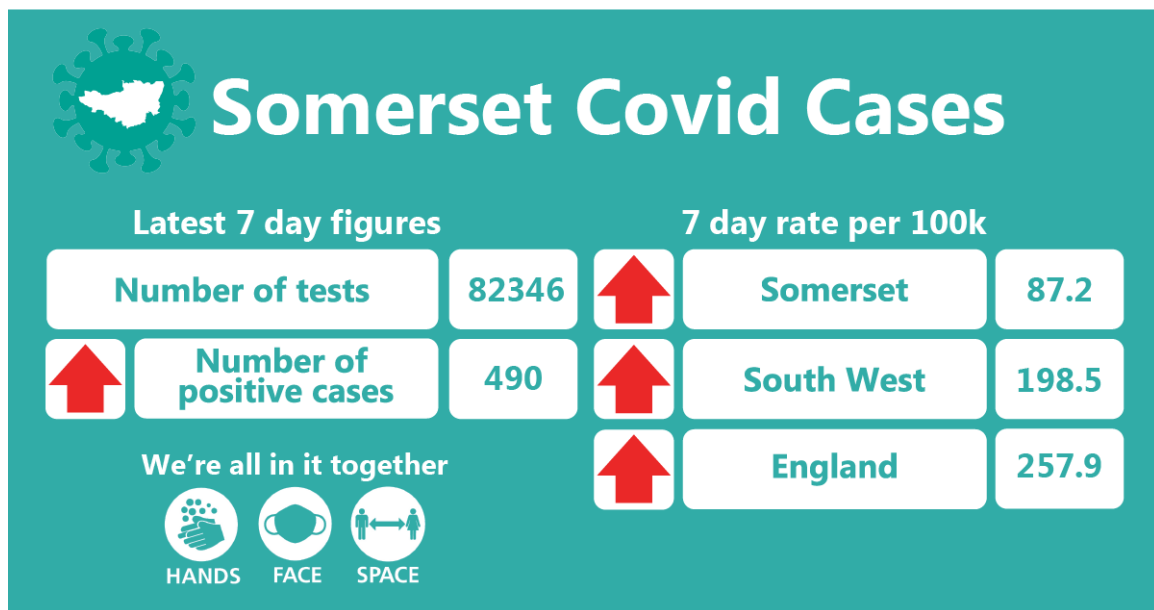 Somerset Covid Cases
Latest 7 day figures
Number of tests 82346
Number of
positive cases 490
We're all in it together
HANDS FACE SPACE
7 day rate per 100k
Somerset 87.2
South West 198.5
England 257.9